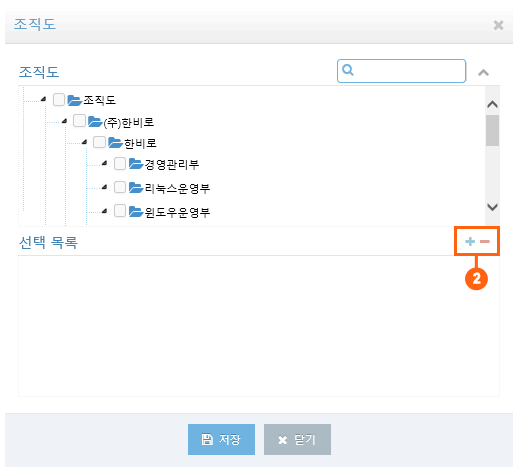 조직도
조직도
조직도
(주)한비로
한비로
경영관리부
리눅스운영부
윈도우운영부
선택 목록
2
저장 닫기